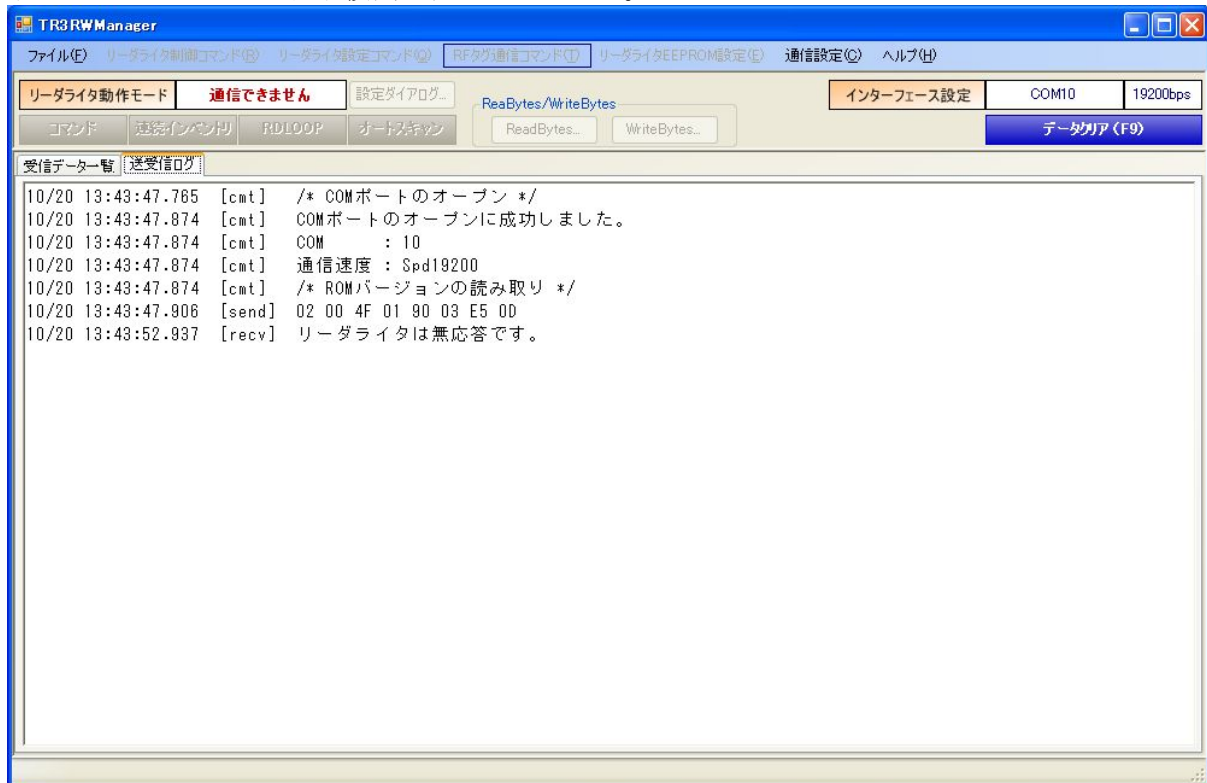 TR3RWManager
ファイル(F) リーダライタ制御コマンド(R) リーダライタ設定コマンド(Q) RFタグ通信コマンド(T) リーダライタEEPROM設定(E) 通信設定(C) ヘルプ(H)
リーダライタ動作モード 通信できません 設定ダイアログ... ReaBytes/WriteBytes インターフェース設定 COM10 19200bps
コマンド 連続インベントリ RDLOOP オートスキャン ReadBytes... WriteBytes... データクリア(F9)
受信データ一覧 送受信ログ
10/20 13:43:47.765 [cmt] /* COMポートのオープン */
10/20 13:43:47.874 [cmt] COMポートのオープンに成功しました。
10/20 13:43:47.874 [cmt] COM : 10
10/20 13:43:47.874 [cmt] 通信速度 : Spd19200
10/20 13:43:47.874 [cmt] /* ROMバージョンの読み取り */
10/20 13:43:47.906 [send] 02 00 4F 01 90 03 E5 0D
10/20 13:43:52.937 [recv] リーダライタは無応答です。